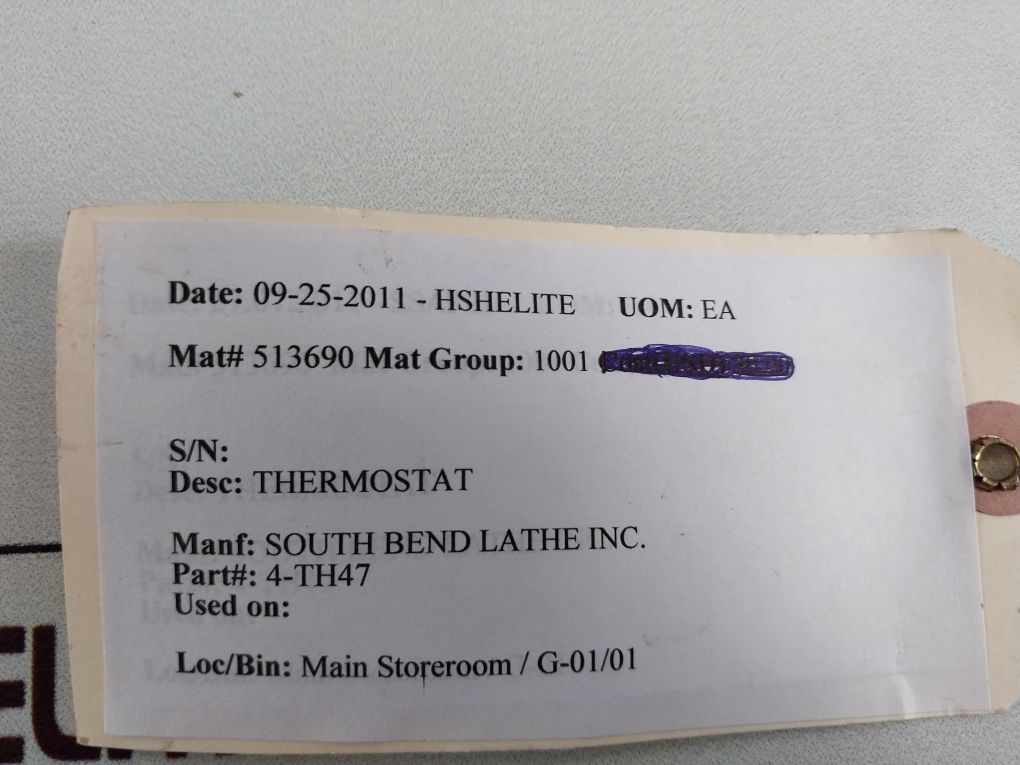 Date: 09-25-2011 - HSHELITE UOM: EA
Mat# 513690 Mat Group: 1001
S/N:
Desc: THERMOSTAT
Manf: SOUTH BEND LATHE INC.
Part#: 4-TH47
Used on:
Loc/Bin: Main Storeroom / G-01/01